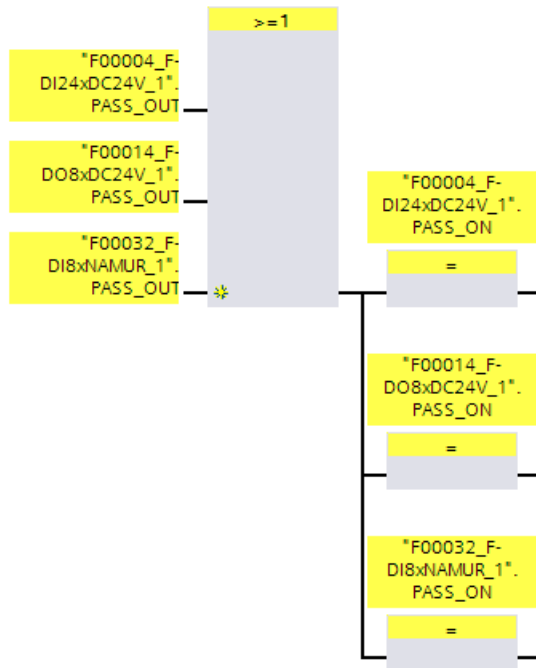 >=1
"F00004_F-
DI24xDC24V_1".
PASS_OUT
"F00014_F-
DO8xDC24V_1".
PASS_OUT
"F00032_F-
DI8xNAMUR_1".
PASS_OUT
"F00004_F-
DI24xDC24V_1".
PASS_ON
=
"F00014_F-
DO8xDC24V_1".
PASS_ON
=
"F00032_F-
DI8xNAMUR_1".
PASS_ON
=